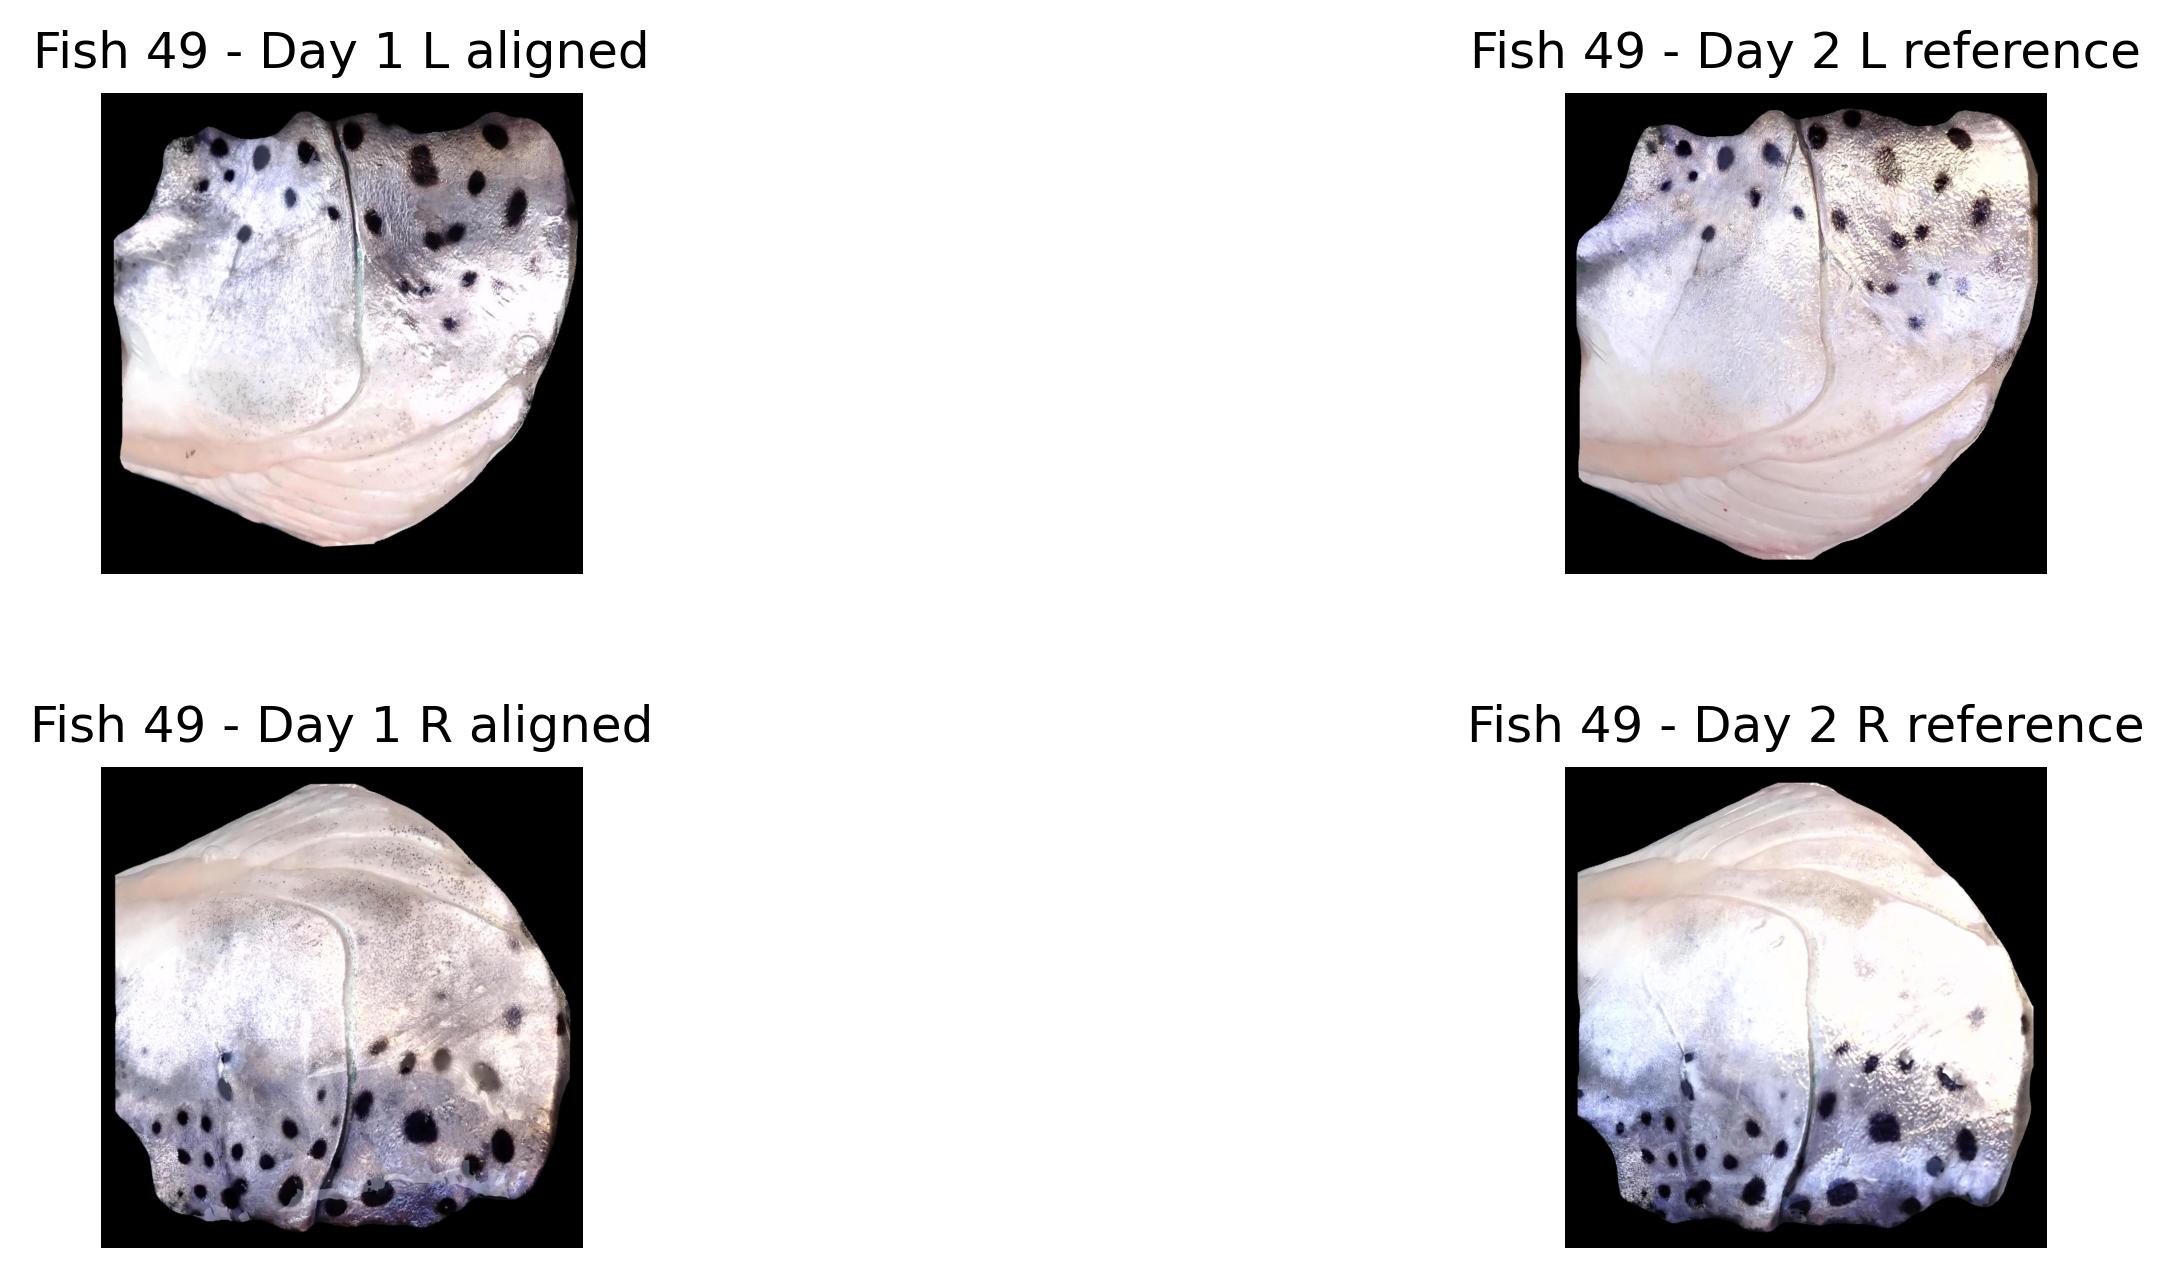 Fish 49 - Day 1 L aligned
Fish 49 - Day 2 L reference
Fish 49 - Day 1 R aligned
Fish 49 - Day 2 R reference